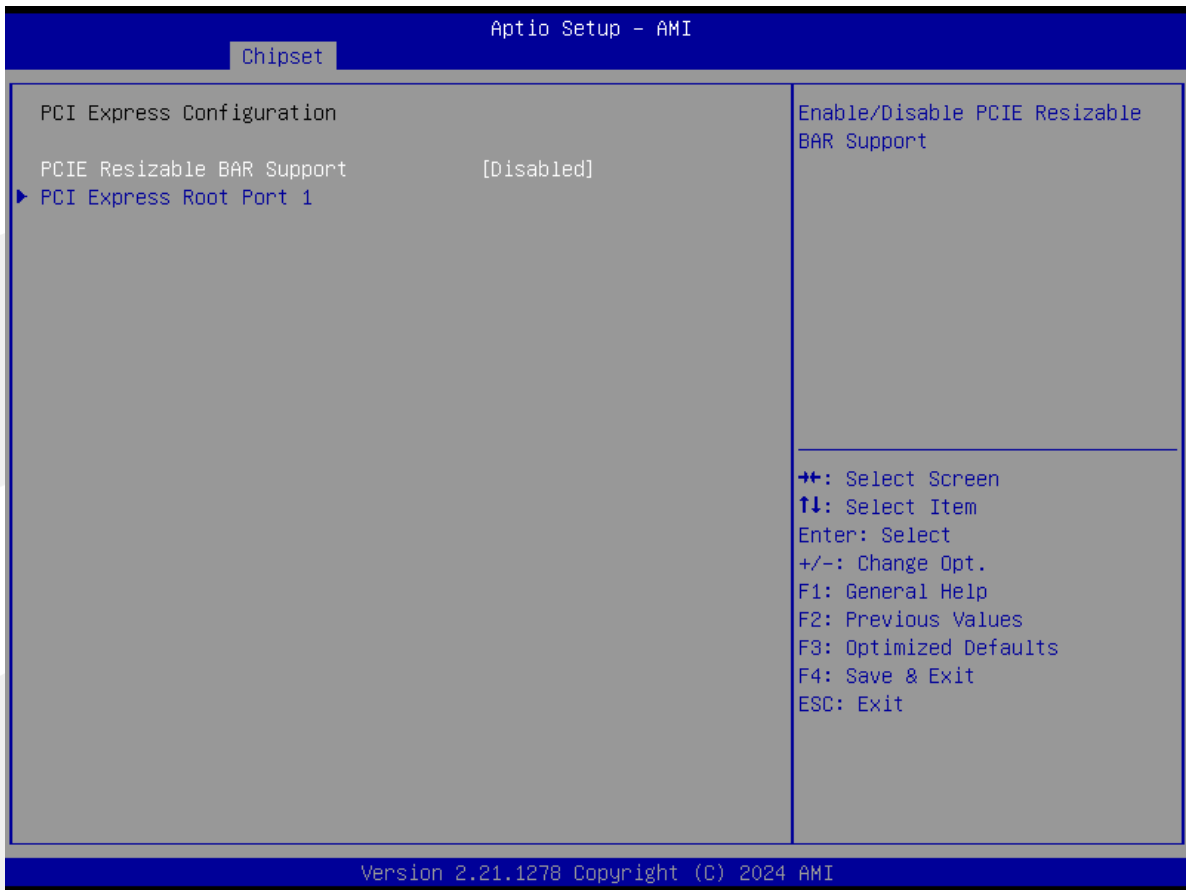 Aptio Setup - AMI
Chipset
PCI Express Configuration
PCIE Resizable BAR Support [Disabled]
PCI Express Root Port 1
Enable/Disable PCIE Resizable
BAR Support
→←: Select Screen
↑↓: Select Item
Enter: Select
+/-: Change Opt.
F1: General Help
F2: Previous Values
F3: Optimized Defaults
F4: Save & Exit
ESC: Exit
Version 2.21.1278 Copyright (C) 2024 AMI